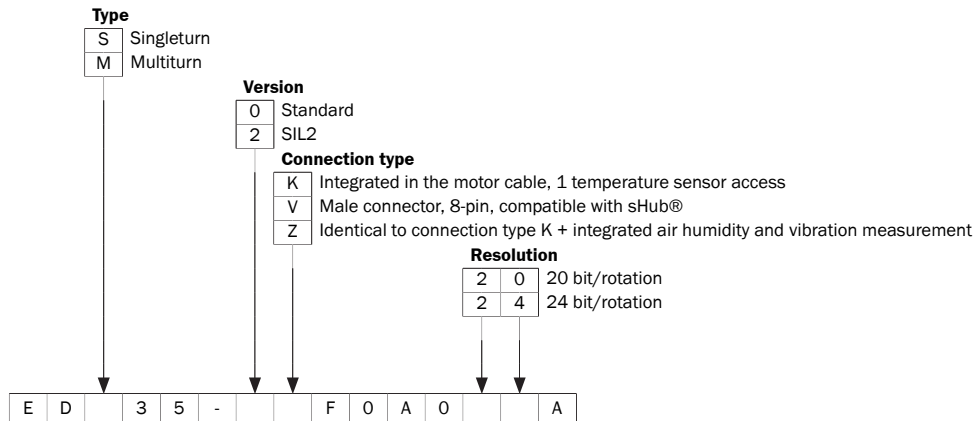 Type
S Singleturn
M Multiturn
Version
0 Standard
2 SIL2
Connection type
K Integrated in the motor cable, 1 temperature sensor access
V Male connector, 8-pin, compatible with sHub®
Z Identical to connection type K + integrated air humidity and vibration measurement
Resolution
2 0 20 bit/rotation
2 4 24 bit/rotation
E D 3 5 - F 0 A 0 A